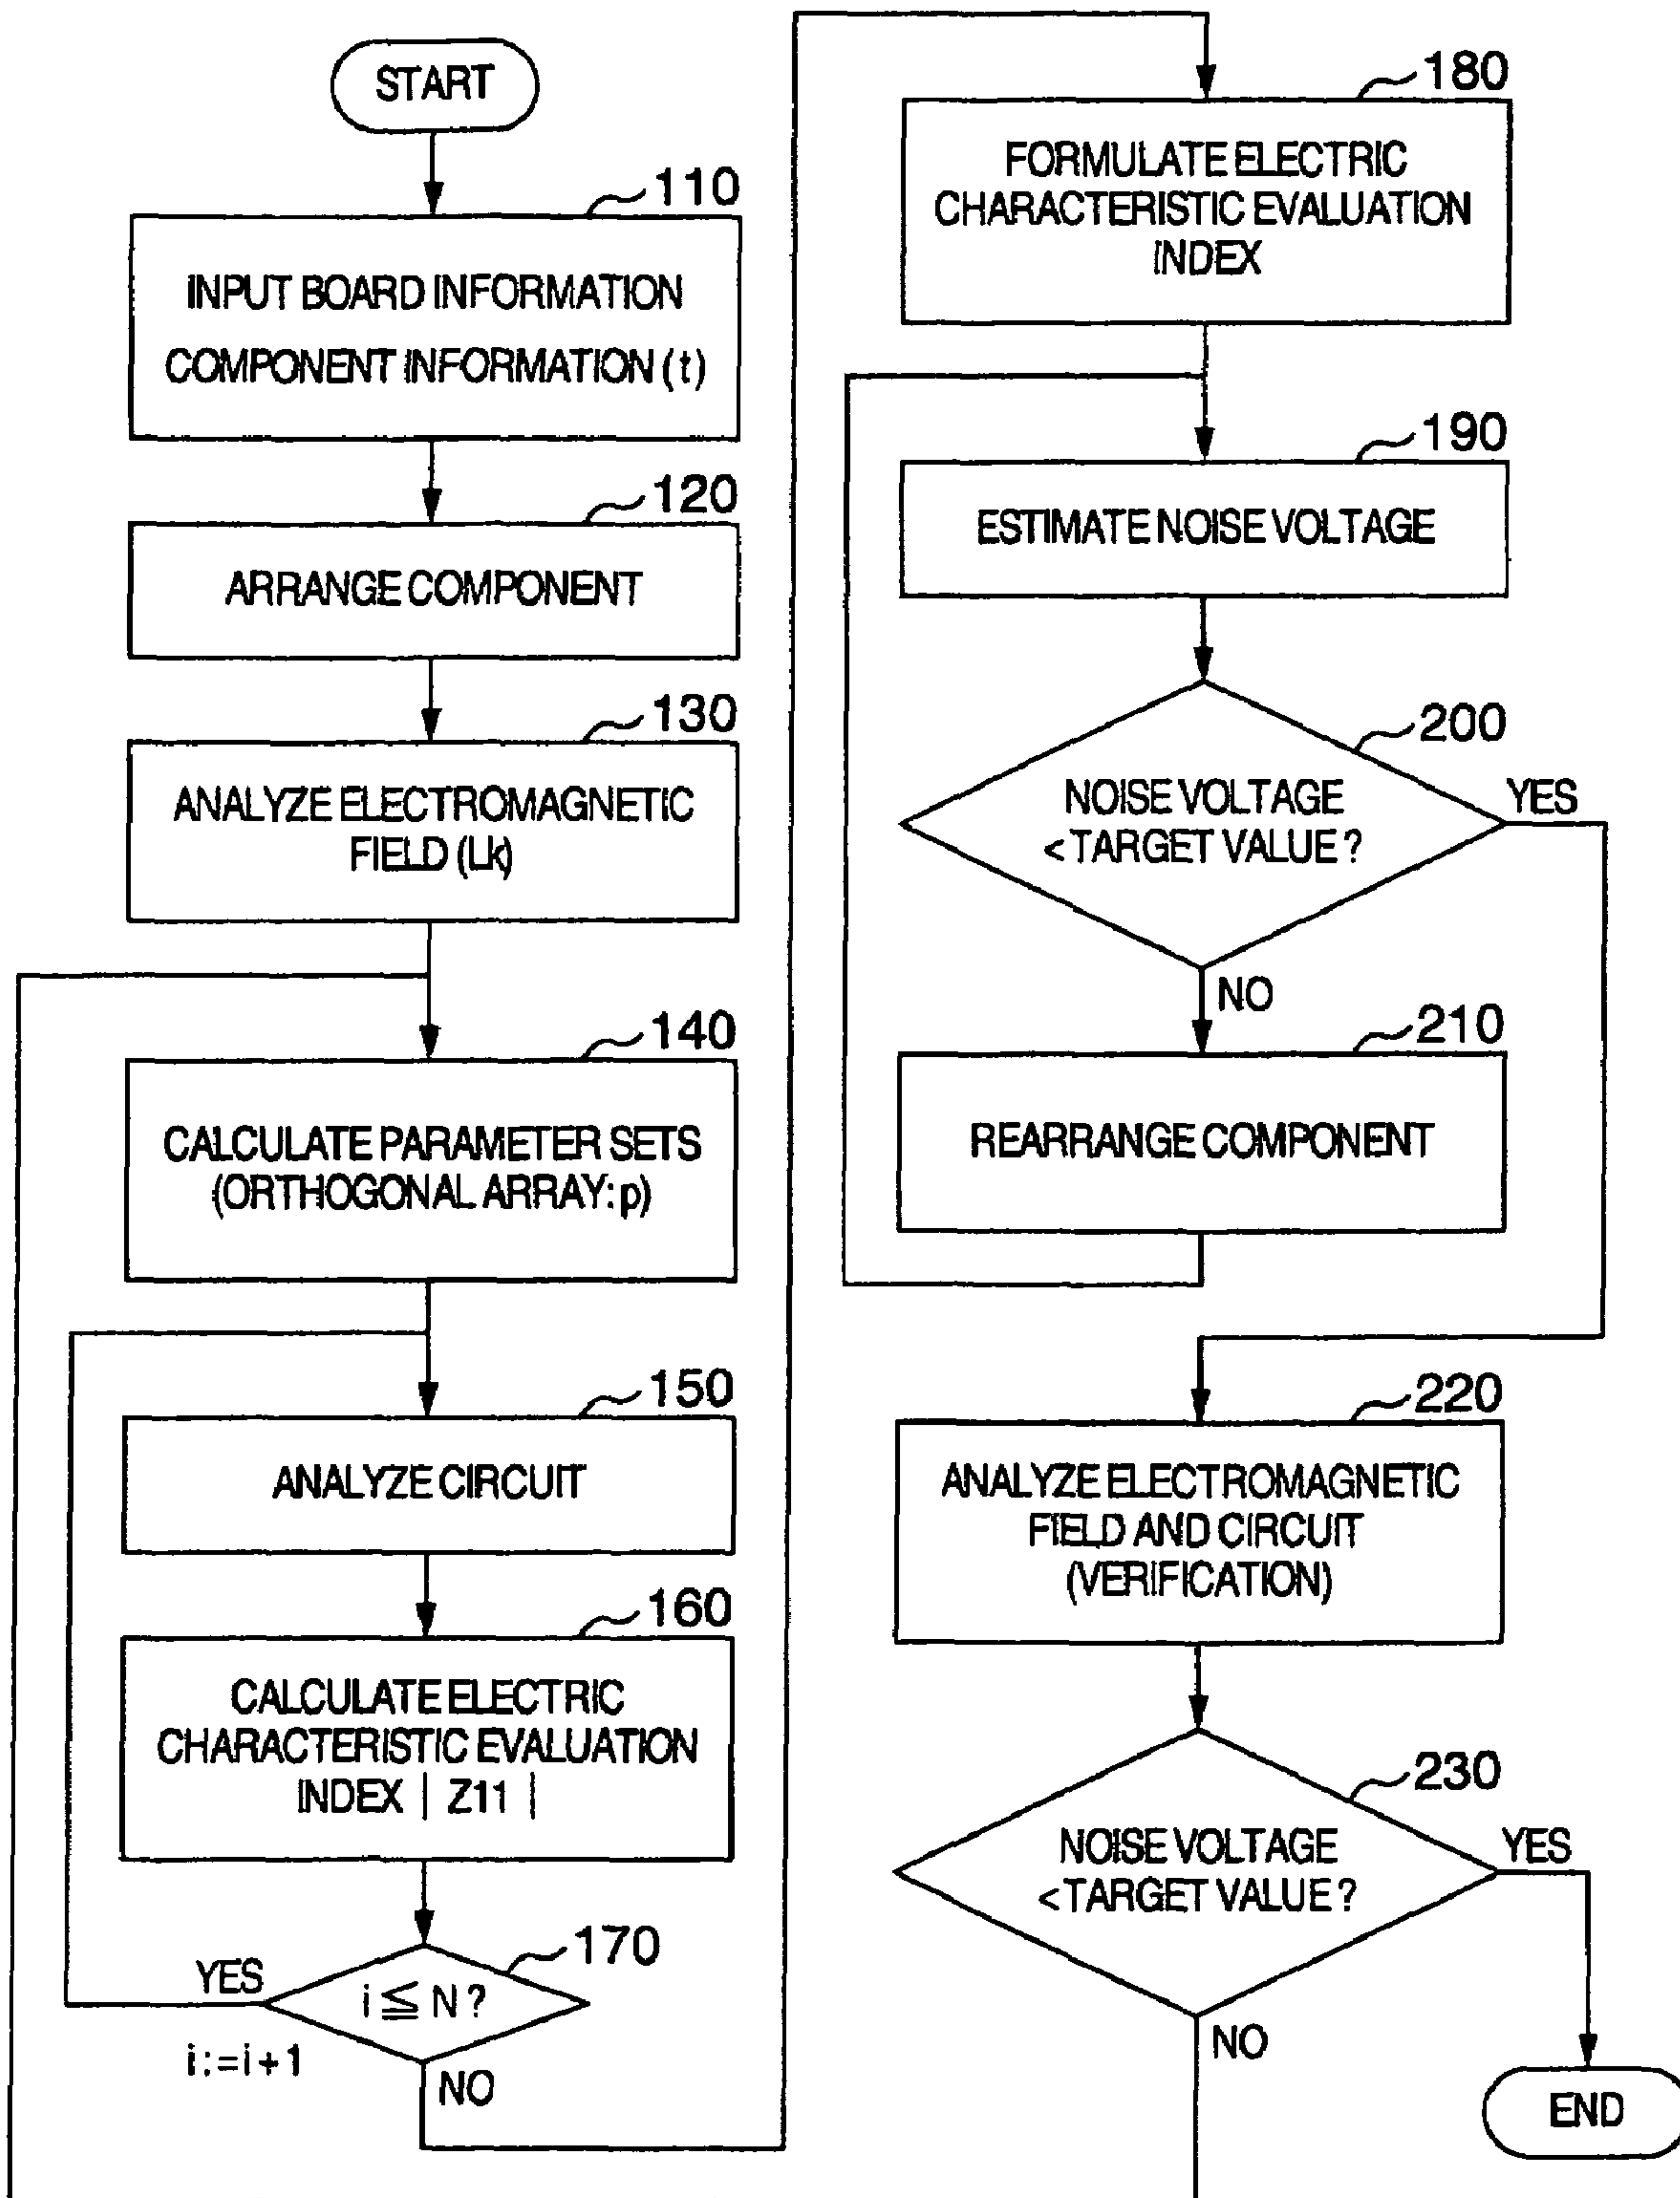 START
110
INPUT BOARD INFORMATION
COMPONENT INFORMATION (t)
120
ARRANGE COMPONENT
130
ANALYZE ELECTROMAGNETIC
FIELD (Lk)
140
CALCULATE PARAMETER SETS
(ORTHOGONAL ARRAY: p)
150
ANALYZE CIRCUIT
160
CALCULATE ELECTRIC
CHARACTERISTIC EVALUATION
INDEX | Z11 |
170
i ≦ N ?
YES
i := i + 1
NO
180
FORMULATE ELECTRIC
CHARACTERISTIC EVALUATION
INDEX
190
ESTIMATE NOISE VOLTAGE
200
NOISE VOLTAGE
< TARGET VALUE ?
YES
NO
210
REARRANGE COMPONENT
220
ANALYZE ELECTROMAGNETIC
FIELD AND CIRCUIT
(VERIFICATION)
230
NOISE VOLTAGE
< TARGET VALUE ?
YES
NO
END